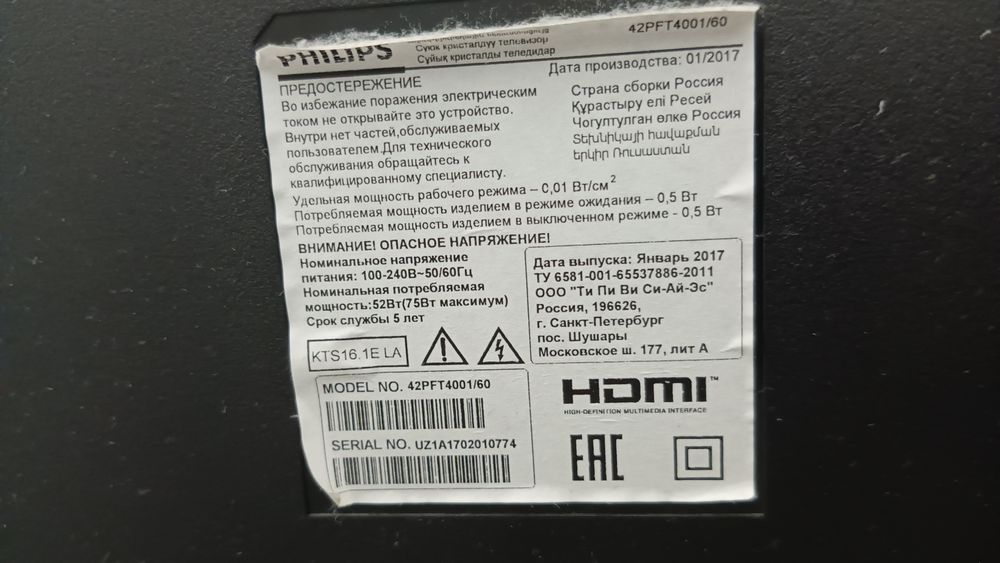 PHILIPS
Суюк кристалдуу телевизор
Сұйық кристалды теледидар
42PFT4001/60
Дата производства: 01/2017
ПРЕДОСТЕРЕЖЕНИЕ
Во избежание поражения электрическим
током не открывайте это устройство.
Внутри нет частей,обслуживаемых
пользователем.Для технического
обслуживания обращайтесь к
квалифицированному специалисту.
Страна сборки Россия
Құрастыру елі Ресей
Чогултулган өлкө Россия
Տեխնիկայի հավաքման
երկիր Ռուսաստան
Удельная мощность рабочего режима – 0,01 Вт/см²
Потребляемая мощность изделием в режиме ожидания – 0,5 Вт
Потребляемая мощность изделием в выключенном режиме - 0,5 Вт
ВНИМАНИЕ! ОПАСНОЕ НАПРЯЖЕНИЕ!
Номинальное напряжение
питания: 100-240В~50/60Гц
Номинальная потребляемая
мощность:52Вт(75Вт максимум)
Срок службы 5 лет
Дата выпуска: Январь 2017
ТУ 6581-001-65537886-2011
ООО "Ти Пи Ви Си-Ай-Эс"
Россия, 196626,
г. Санкт-Петербург
пос. Шушары
Московское ш. 177, лит А
KTS16.1E LA
MODEL NO. 42PFT4001/60
SERIAL NO. UZ1A1702010774
HDMI™
HIGH-DEFINITION MULTIMEDIA INTERFACE
EAC